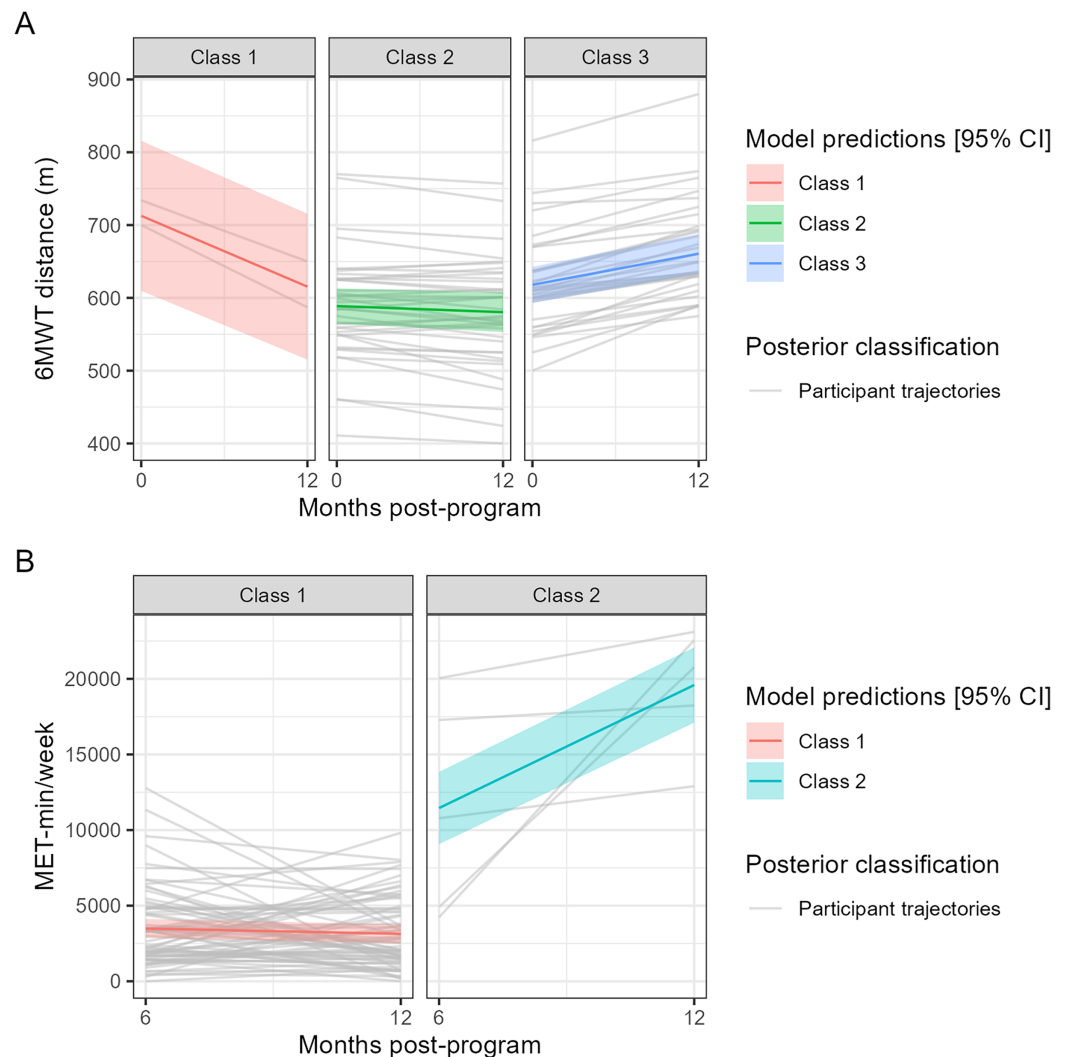 A
Class 1
Class 2
Class 3
900
800
700
600
500
400
6MWT distance (m)
0
12
0
12
0
12
Months post-program
Model predictions [95% CI]
Class 1
Class 2
Class 3
Posterior classification
Participant trajectories
B
Class 1
Class 2
20000
15000
10000
5000
0
MET-min/week
6
12
6
12
Months post-program
Model predictions [95% CI]
Class 1
Class 2
Posterior classification
Participant trajectories